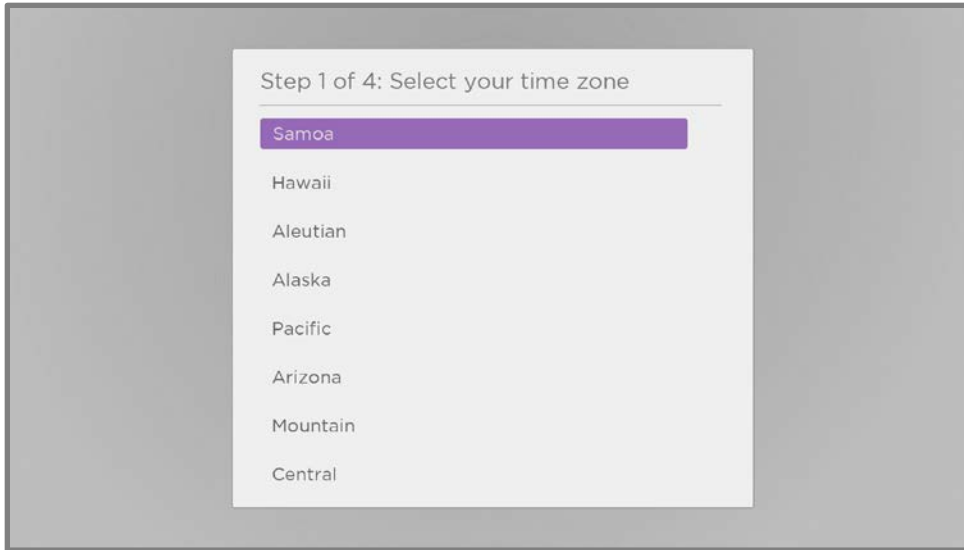 Step 1 of 4: Select your time zone
Samoa
Hawaii
Aleutian
Alaska
Pacific
Arizona
Mountain
Central